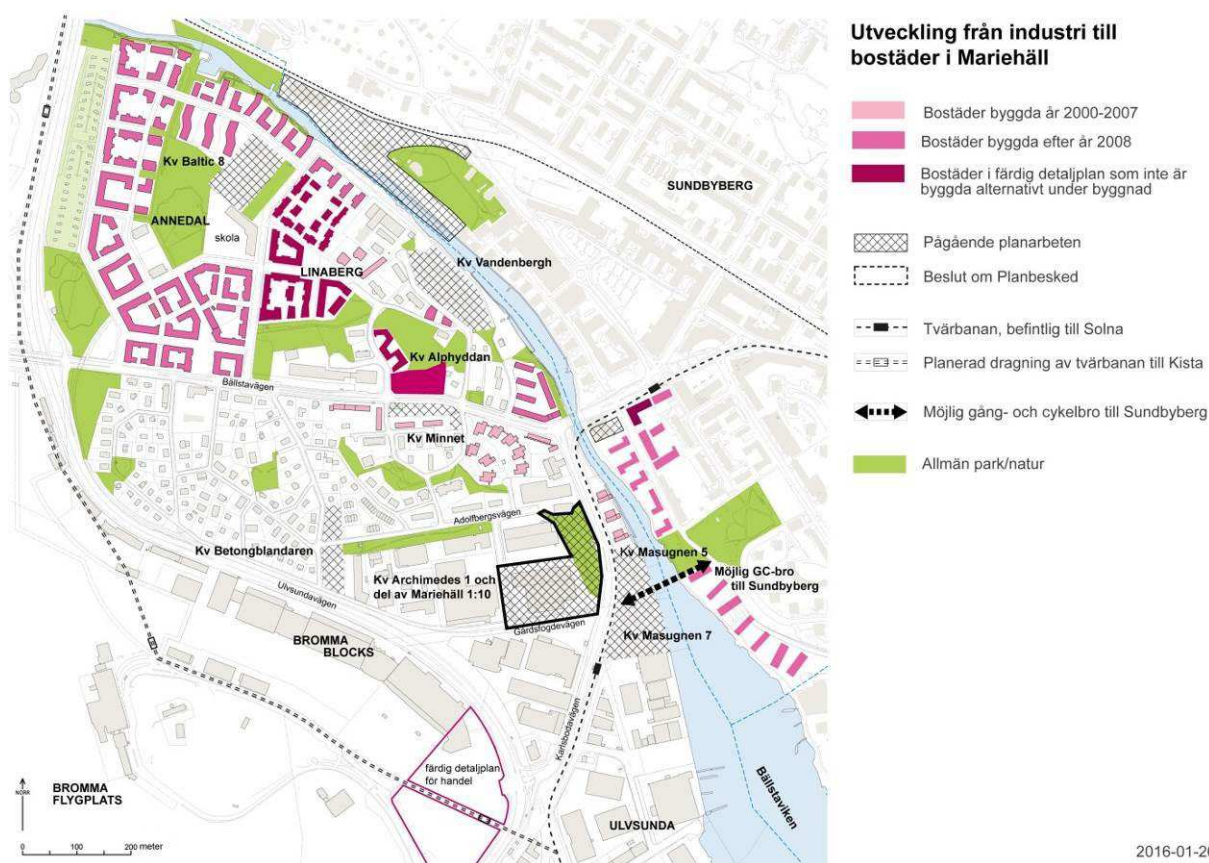 Utveckling från industri till
bostäder i Mariehäll
Bostäder byggda år 2000-2007
Bostäder byggda efter år 2008
Bostäder i färdig detaljplan som inte är
byggda alternativt under byggnad
Pågående planarbeten
Beslut om Planbesked
Tvärbanan, befintlig till Solna
Planerad dragning av tvärbanan till Kista
Möjlig gång- och cykelbro till Sundbyberg
Allmän park/natur
Kv Baltic 8
SUNDBYBERG
ANNEDAL
skola
Kv Vandenbergh
LINABERG
Kv Alphyddan
Bällstavägen
Kv Minnet
Adolfbergsvägen
Kv Betongblandaren
Kv Masugnen 5
Möjlig GC-bro
till Sundbyberg
Kv Archimedes 1 och
del av Mariehäll 1:10
Ulvsundavägen
Gårdsfogdevägen
Kv Masugnen 7
BROMMA
BLOCKS
Karlsbodavägen
färdig detaljplan
för handel
Bällstaviken
BROMMA
FLYGPLATS
NORR
ULVSUNDA
0 100 200 meter
2016-01-20